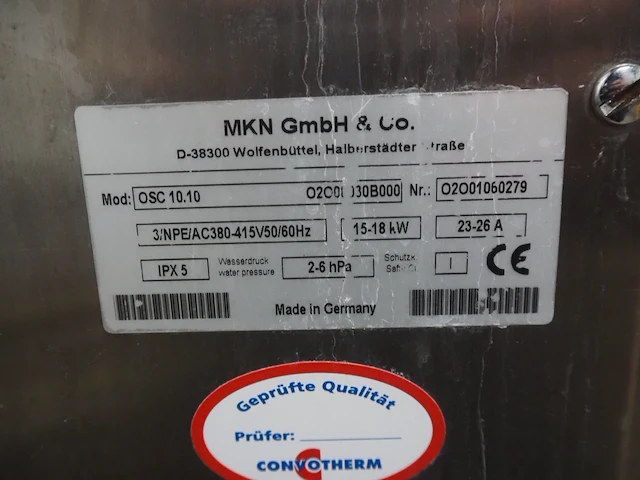 MKN GmbH & Co.
D-38300 Wolfenbüttel, Halberstädter Straße
Mod: OSC 10.10 Nr.: O2O01060279
3/NPE/AC380-415V50/60Hz 15-18 kW 23-26 A
IPX 5 Wasserdruck water pressure 2-6 hPa I CE
Made in Germany
Geprüfte Qualität
Prüfer:
CONVOTHERM